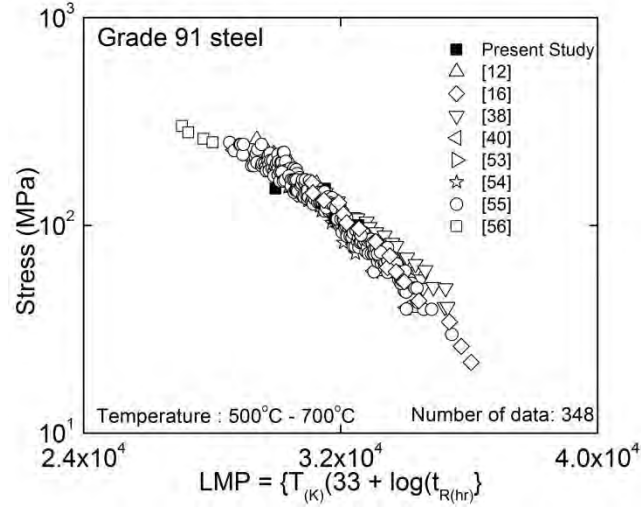 10³
Grade 91 steel
Present Study
[12]
[16]
[38]
[40]
[53]
[54]
[55]
[56]
10²
Stress (MPa)
Temperature : 500°C - 700°C
Number of data: 348
10¹
2.4x10⁴
3.2x10⁴
4.0x10⁴
LMP = {T₍K₎(33 + log(t_R(hr)}